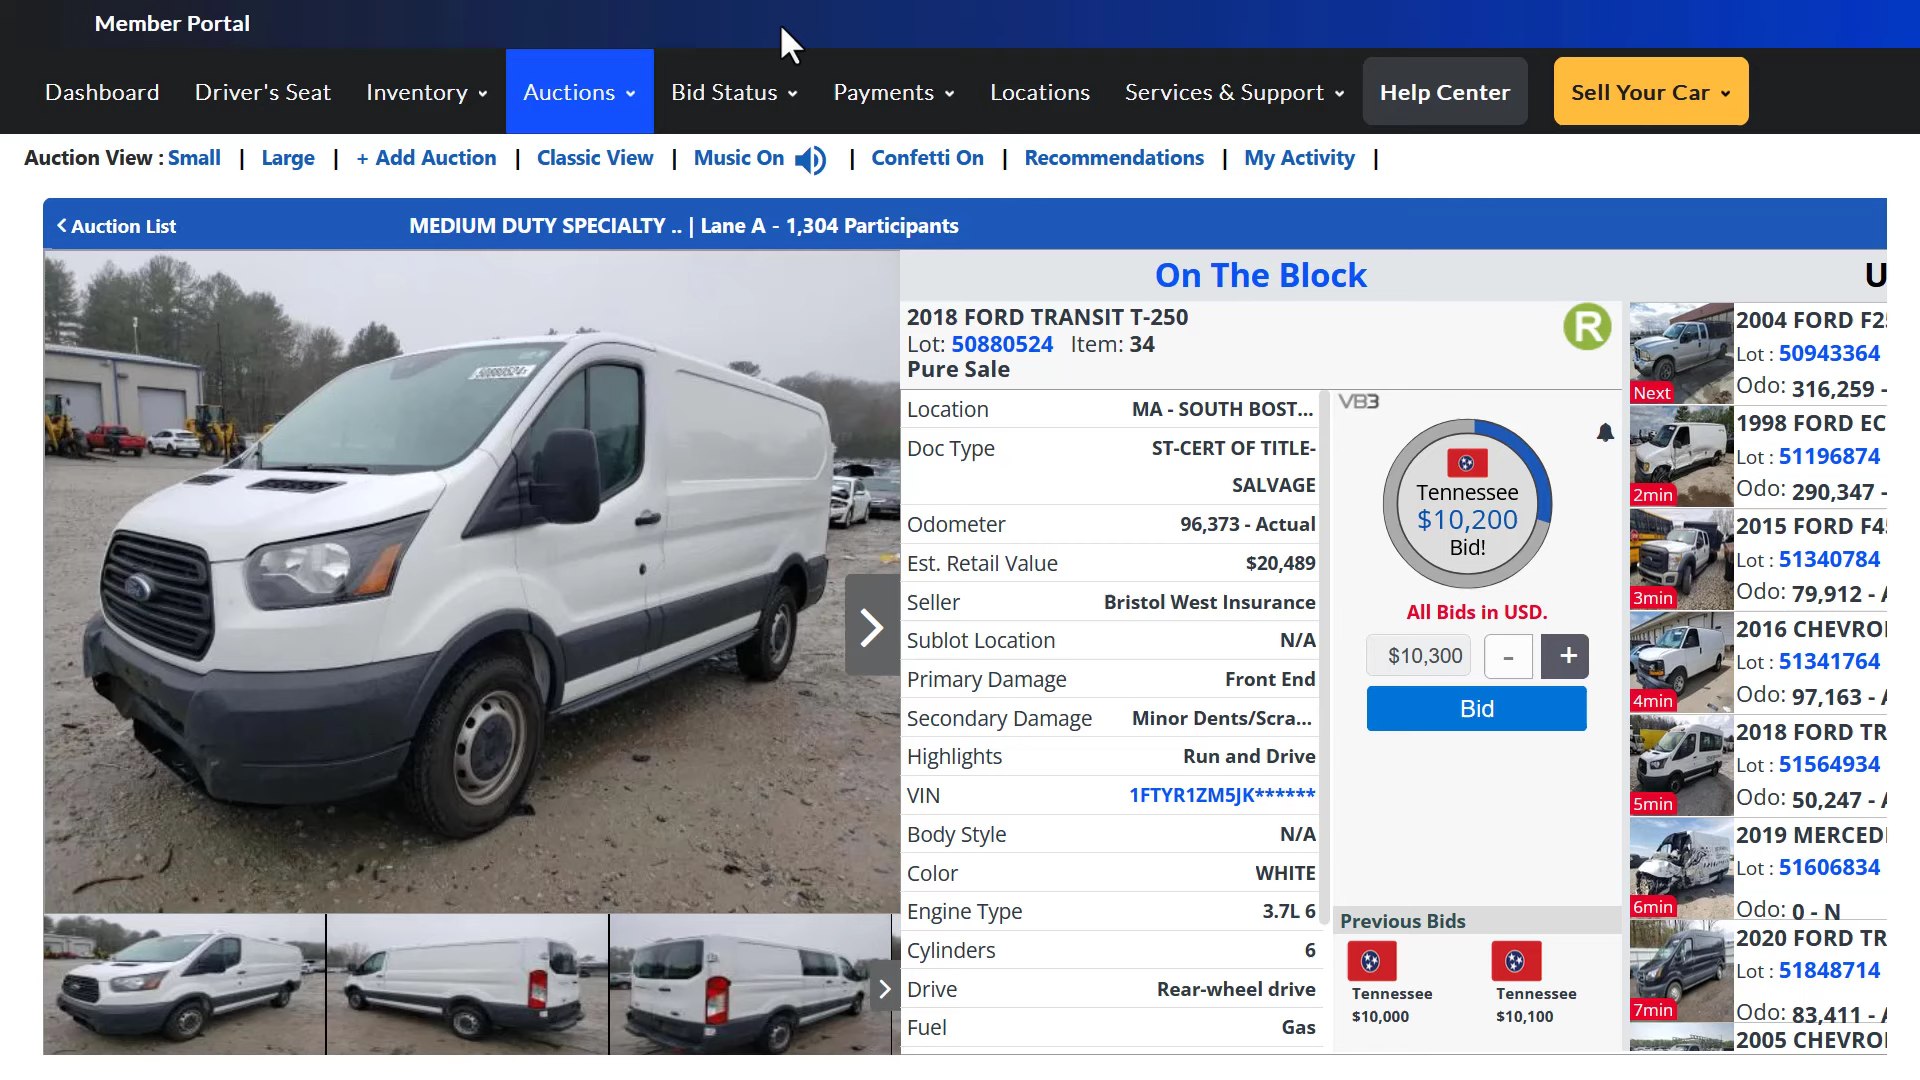 Member Portal
Dashboard Driver's Seat Inventory Auctions Bid Status Payments Locations Services & Support Help Center Sell Your Car
Auction View : Small | Large | + Add Auction | Classic View | Music On | Confetti On | Recommendations | My Activity |
Auction List MEDIUM DUTY SPECIALTY .. | Lane A - 1,304 Participants
On The Block
U
2018 FORD TRANSIT T-250
Lot: 50880524 Item: 34
Pure Sale
R
Location MA - SOUTH BOST...
Doc Type ST-CERT OF TITLE-
SALVAGE
Odometer 96,373 - Actual
Est. Retail Value $20,489
Seller Bristol West Insurance
Sublot Location N/A
Primary Damage Front End
Secondary Damage Minor Dents/Scra...
Highlights Run and Drive
VIN 1FTYR1ZM5JK******
Body Style N/A
Color WHITE
Engine Type 3.7L 6
Cylinders 6
Drive Rear-wheel drive
Fuel Gas
VB3
Tennessee
$10,200
Bid!
All Bids in USD.
$10,300 - +
Bid
Previous Bids
Tennessee
$10,000
Tennessee
$10,100
2004 FORD F25
Lot : 50943364
Odo: 316,259 -
Next
1998 FORD EC
Lot : 51196874
Odo: 290,347 -
2min
2015 FORD F45
Lot : 51340784
Odo: 79,912 - A
3min
2016 CHEVROL
Lot : 51341764
Odo: 97,163 - A
4min
2018 FORD TR
Lot : 51564934
Odo: 50,247 - A
5min
2019 MERCEDE
Lot : 51606834
Odo: 0 - N
6min
2020 FORD TR
Lot : 51848714
Odo: 83,411 - A
7min
2005 CHEVROL
50880524